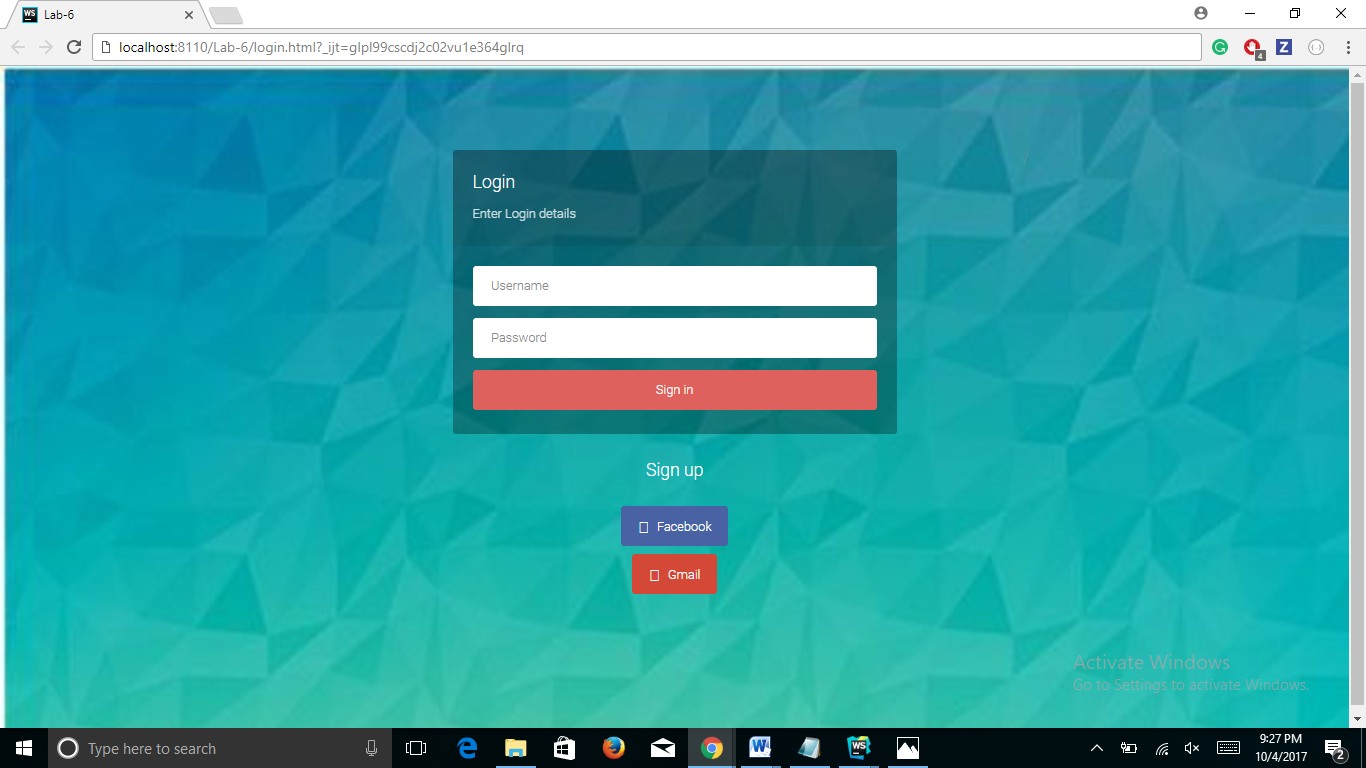 Lab-6
localhost:8110/Lab-6/login.html?_ijt=glpl99cscdj2c02vu1e364glrq
4
Z
Login
Enter Login details
Username
Password
Sign in
Sign up
Facebook
Gmail
Activate Windows
Go to Settings to activate Windows.
Type here to search
9:27 PM
10/4/2017
2